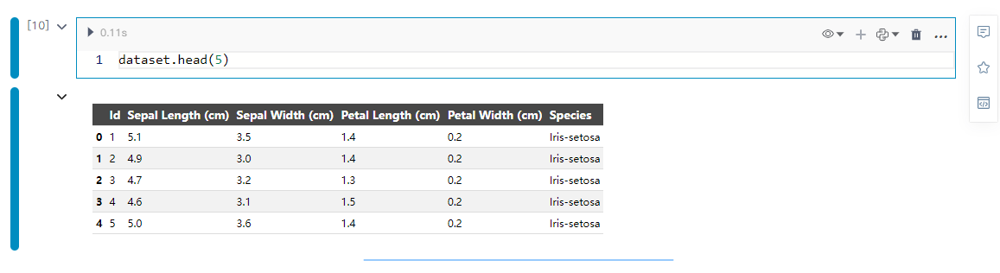 [10]
0.11s
...
1 dataset.head(5)
Id Sepal Length (cm) Sepal Width (cm) Petal Length (cm) Petal Width (cm) Species
0 1 5.1 3.5 1.4 0.2 Iris-setosa
1 2 4.9 3.0 1.4 0.2 Iris-setosa
2 3 4.7 3.2 1.3 0.2 Iris-setosa
3 4 4.6 3.1 1.5 0.2 Iris-setosa
4 5 5.0 3.6 1.4 0.2 Iris-setosa